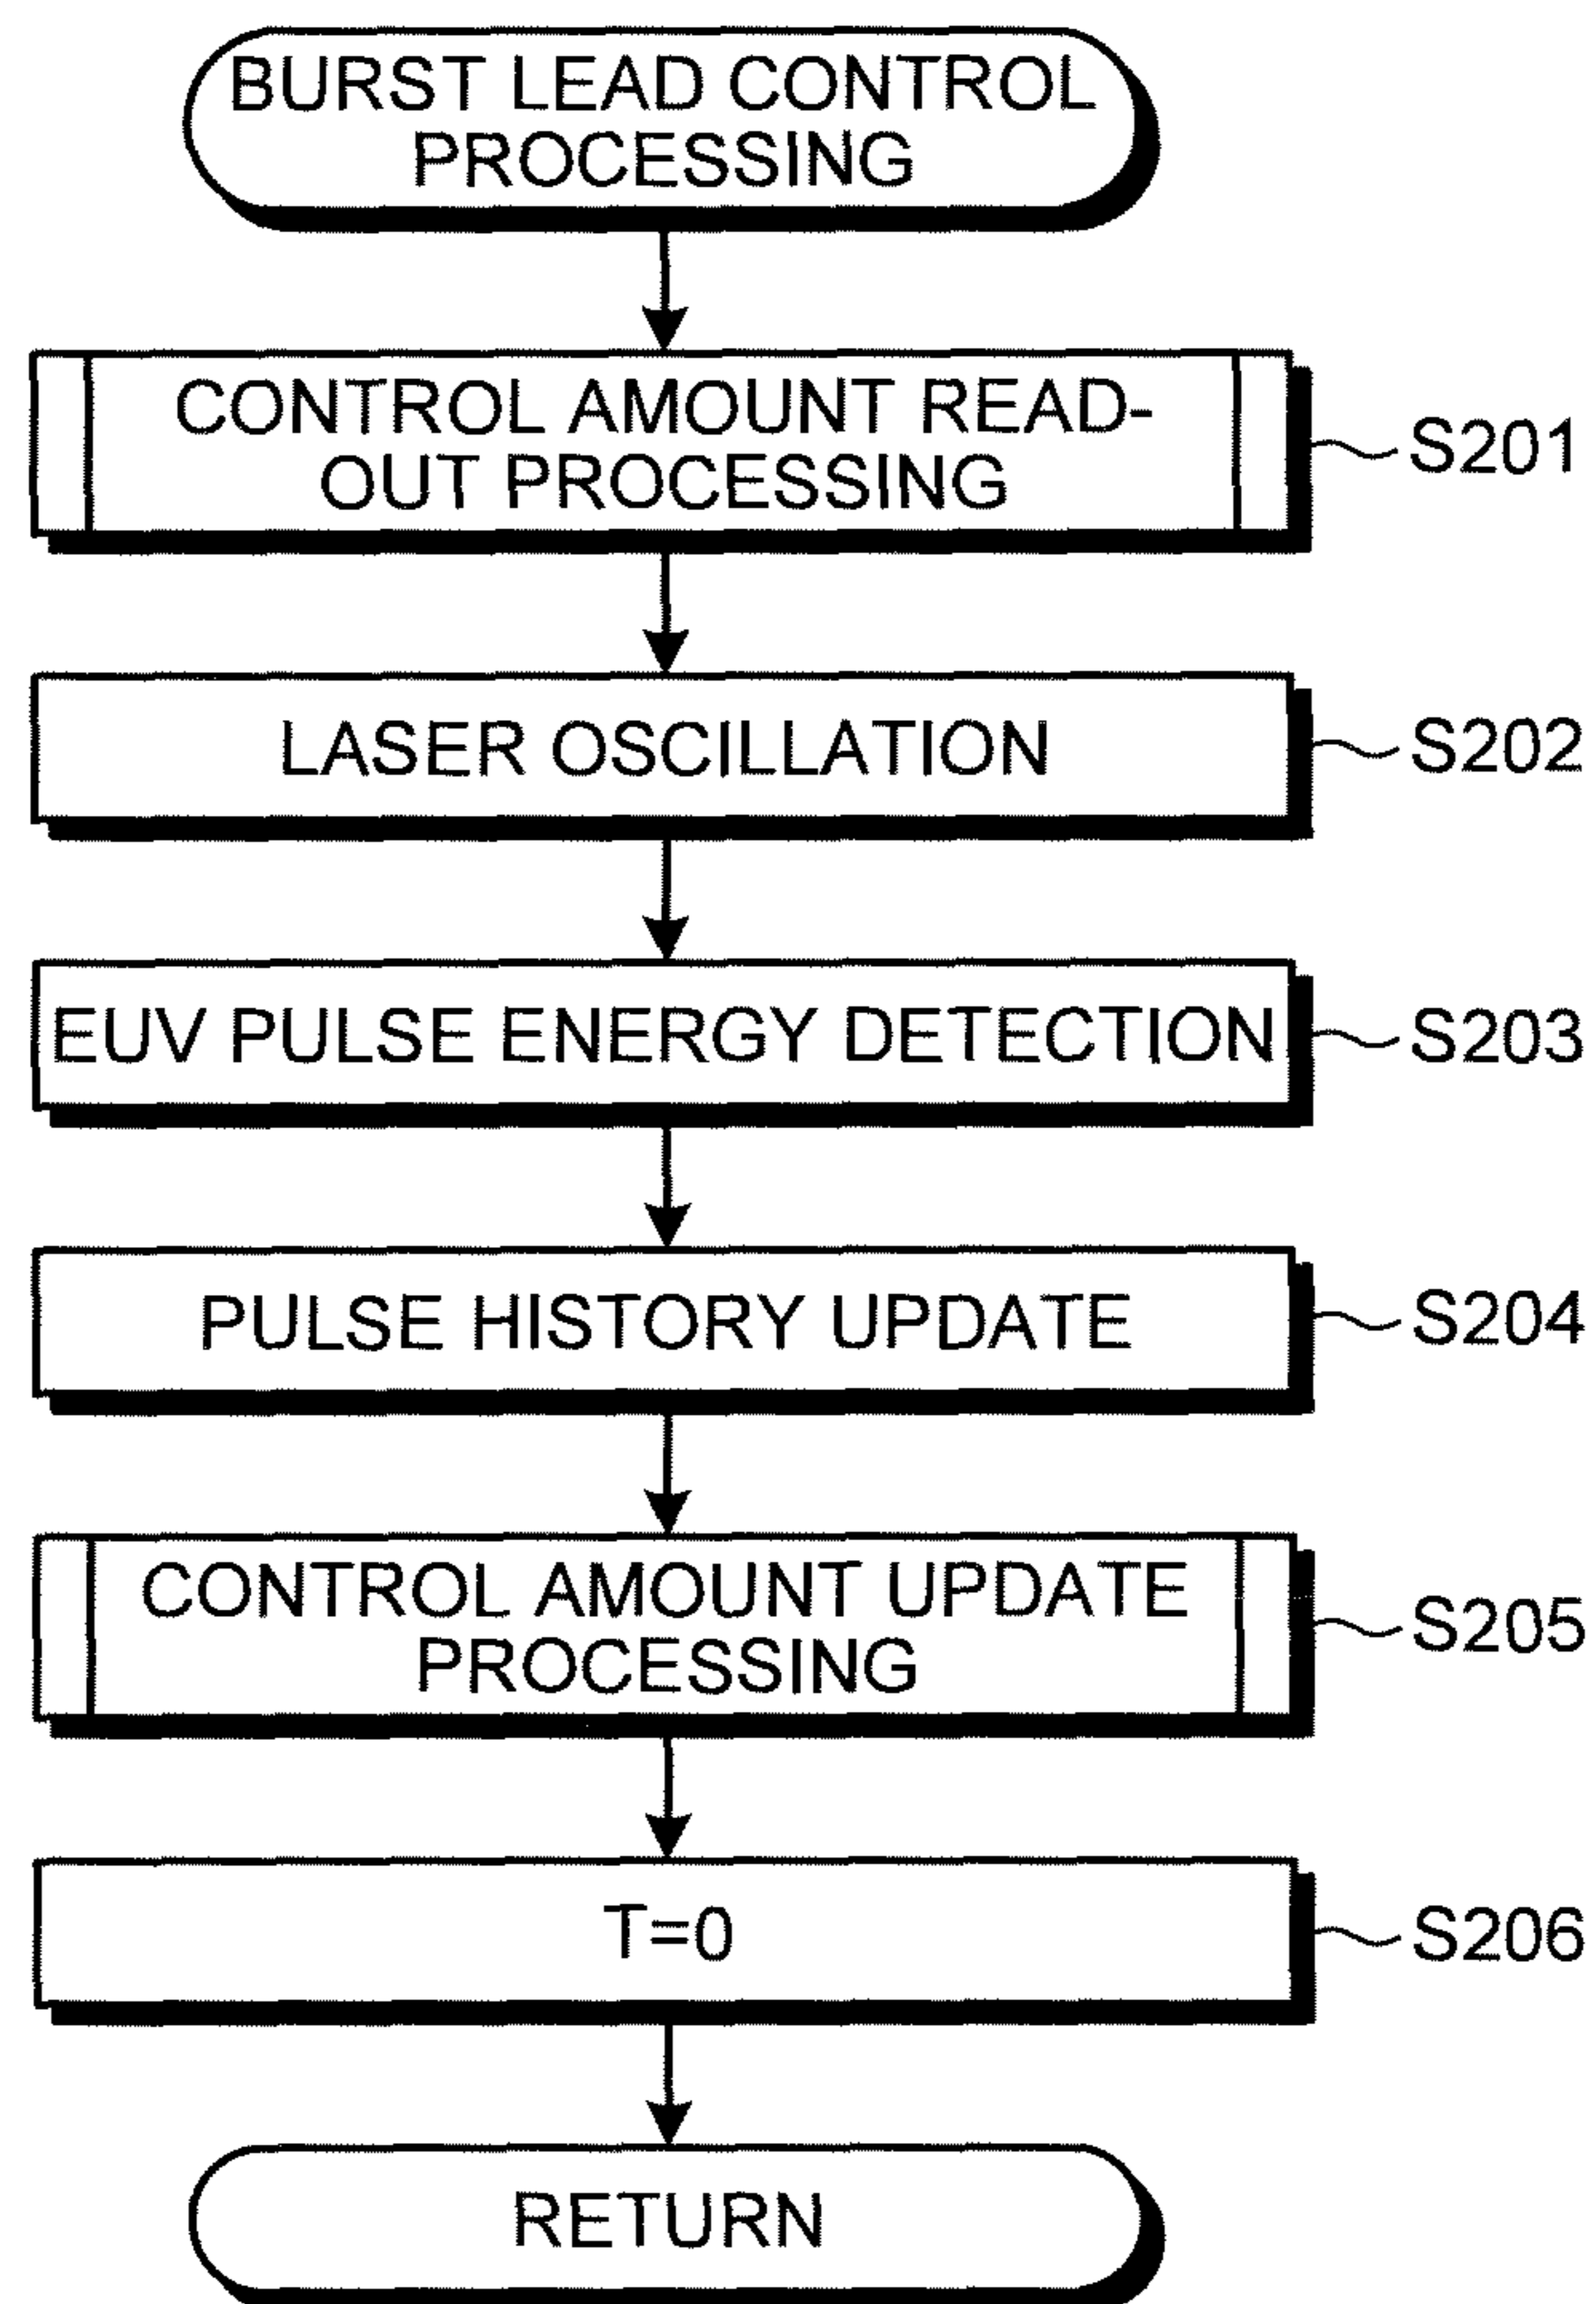 BURST LEAD CONTROL
PROCESSING
CONTROL AMOUNT READ-
OUT PROCESSING
S201
LASER OSCILLATION
S202
EUV PULSE ENERGY DETECTION
S203
PULSE HISTORY UPDATE
S204
CONTROL AMOUNT UPDATE
PROCESSING
S205
T=0
S206
RETURN